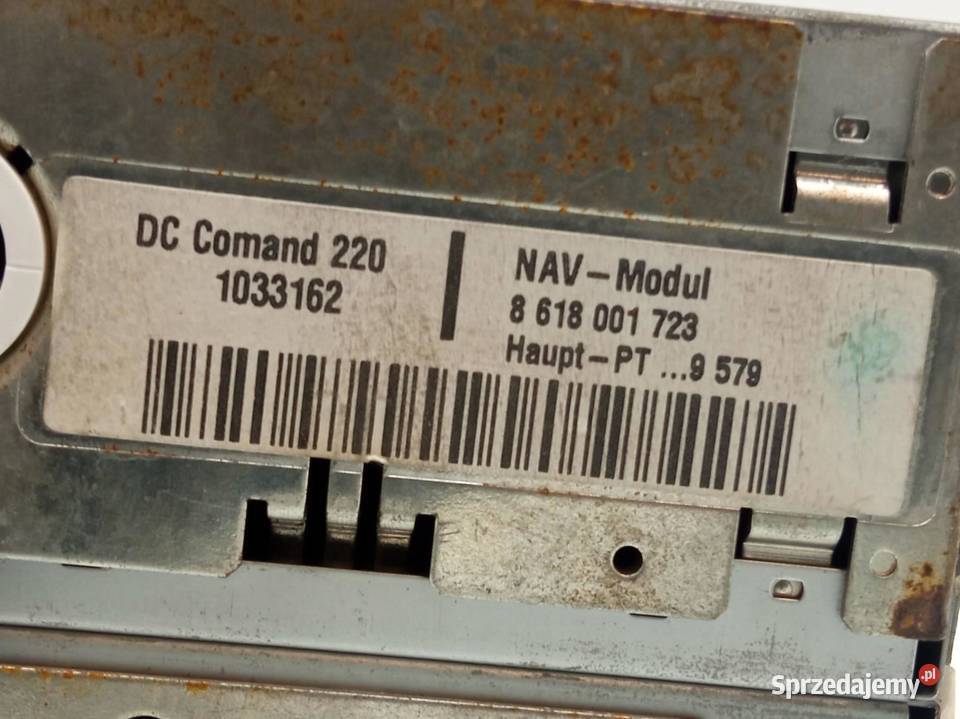 DC Comand 220
1033162
NAV-Modul
8 618 001 723
Haupt-PT ...9 579
Sprzedajemy.pl